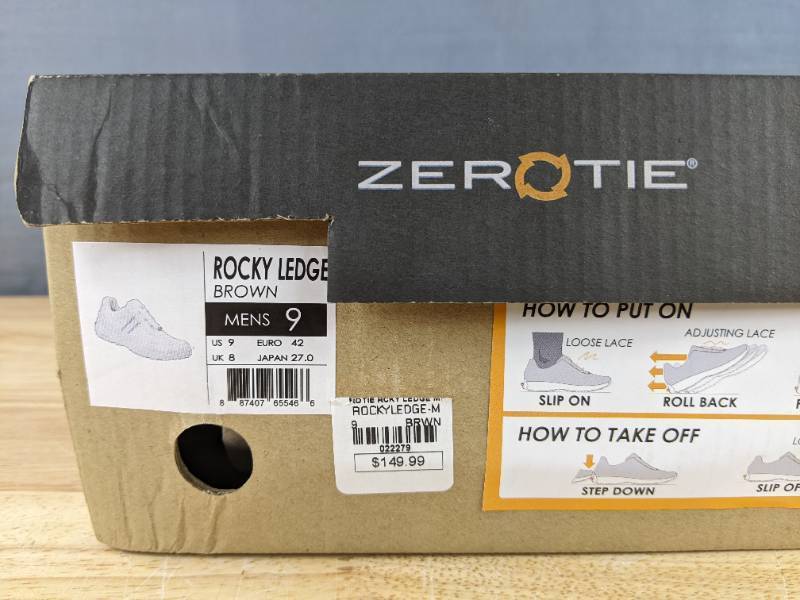 ZEROTIE®
ROCKY LEDGE
BROWN
MENS 9
US 9 EURO 42
UK 8 JAPAN 27.0
8 87407 65546 6
ROCKYLEDGE-M
9 BRWN
022279
$149.99
HOW TO PUT ON
LOOSE LACE
ADJUSTING LACE
SLIP ON
ROLL BACK
HOW TO TAKE OFF
STEP DOWN
SLIP OF